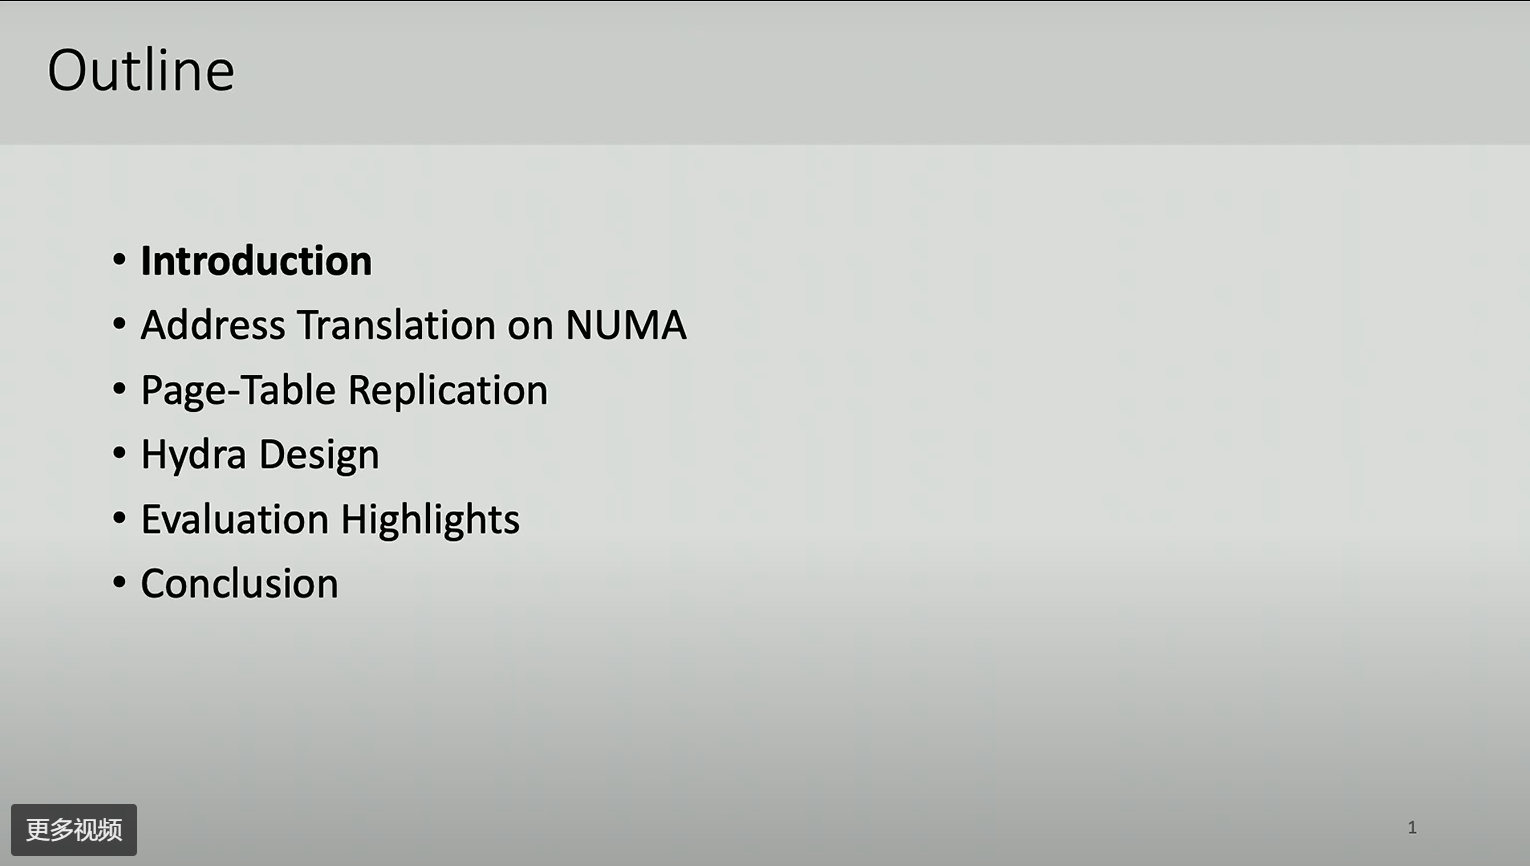 Outline
• Introduction
• Address Translation on NUMA
• Page-Table Replication
• Hydra Design
• Evaluation Highlights
• Conclusion
更多视频
1